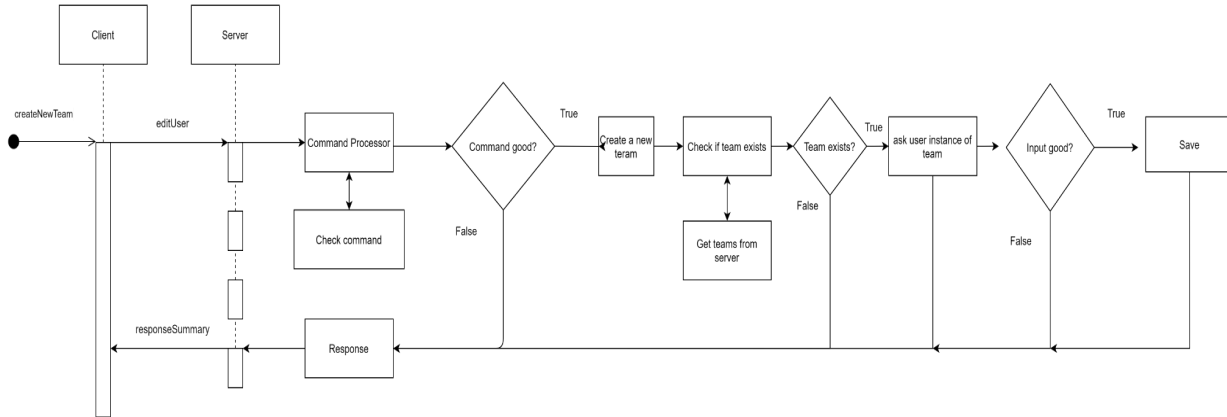 Client
Server
createNewTeam
editUser
Command Processor
Command good?
True
Create a new
teram
Check if team exists
Team exists?
True
ask user instance of
team
Input good?
True
Save
Check command
False
Get teams from
server
False
False
responseSummary
Response